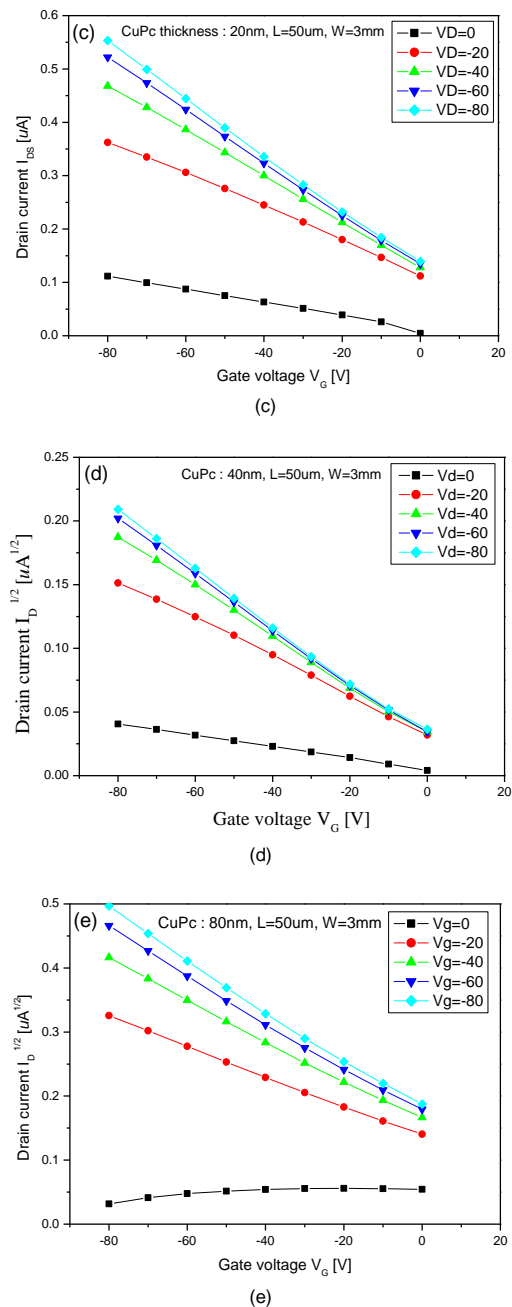 (c)
CuPc thickness : 20nm, L=50um, W=3mm
VD=0
VD=-20
VD=-40
VD=-60
VD=-80
Drain current I_DS [uA]
0.6
0.5
0.4
0.3
0.2
0.1
0.0
-80 -60 -40 -20 0 20
Gate voltage V_G [V]
(c)
(d)
CuPc : 40nm, L=50um, W=3mm
Vd=0
Vd=-20
Vd=-40
Vd=-60
Vd=-80
Drain current I_D^1/2 [uA^1/2]
0.25
0.20
0.15
0.10
0.05
0.00
-80 -60 -40 -20 0 20
Gate voltage V_G [V]
(d)
(e)
CuPc : 80nm, L=50um, W=3mm
Vg=0
Vg=-20
Vg=-40
Vg=-60
Vg=-80
Drain current I_D^1/2 [uA^1/2]
0.5
0.4
0.3
0.2
0.1
0.0
-80 -60 -40 -20 0 20
Gate voltage V_G [V]
(e)